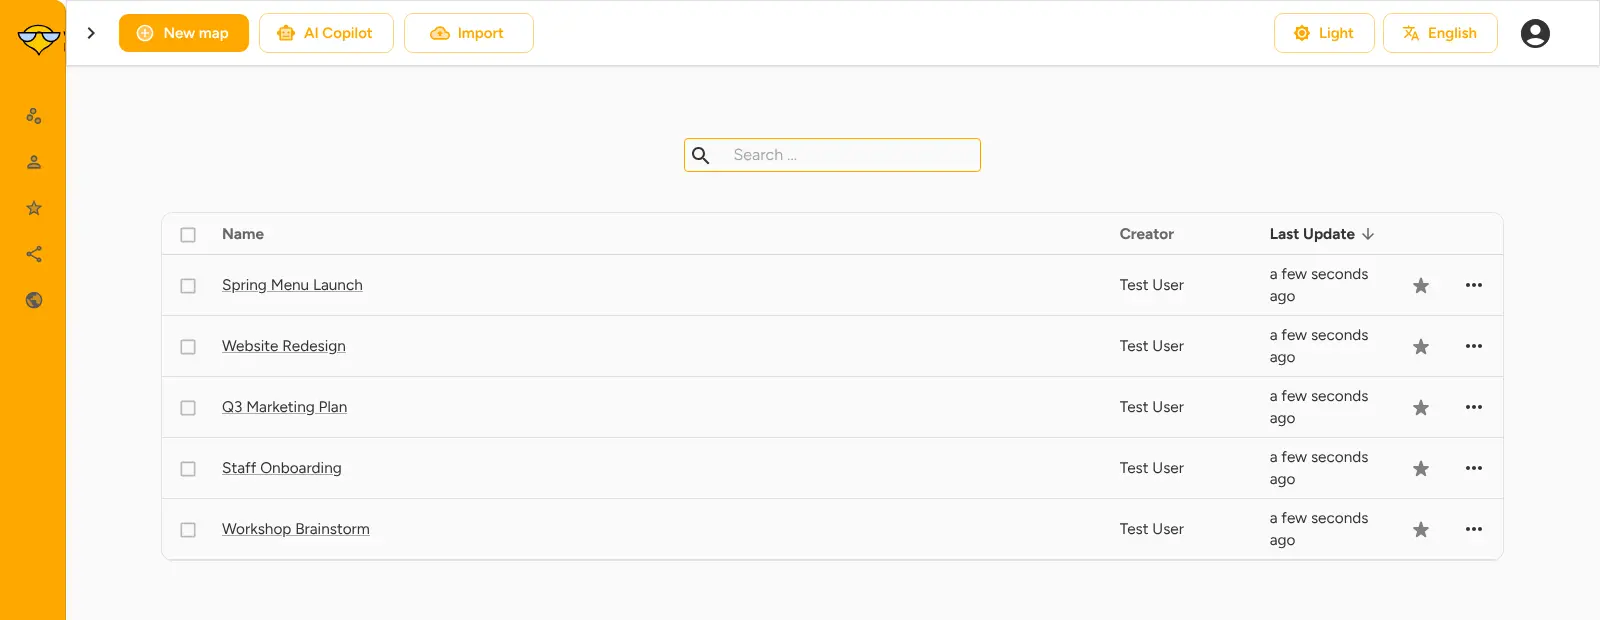 New map
AI Copilot
Import
Light
English
Search ...
Name
Creator
Last Update
Spring Menu Launch
Test User
a few seconds
ago
Website Redesign
Test User
a few seconds
ago
Q3 Marketing Plan
Test User
a few seconds
ago
Staff Onboarding
Test User
a few seconds
ago
Workshop Brainstorm
Test User
a few seconds
ago